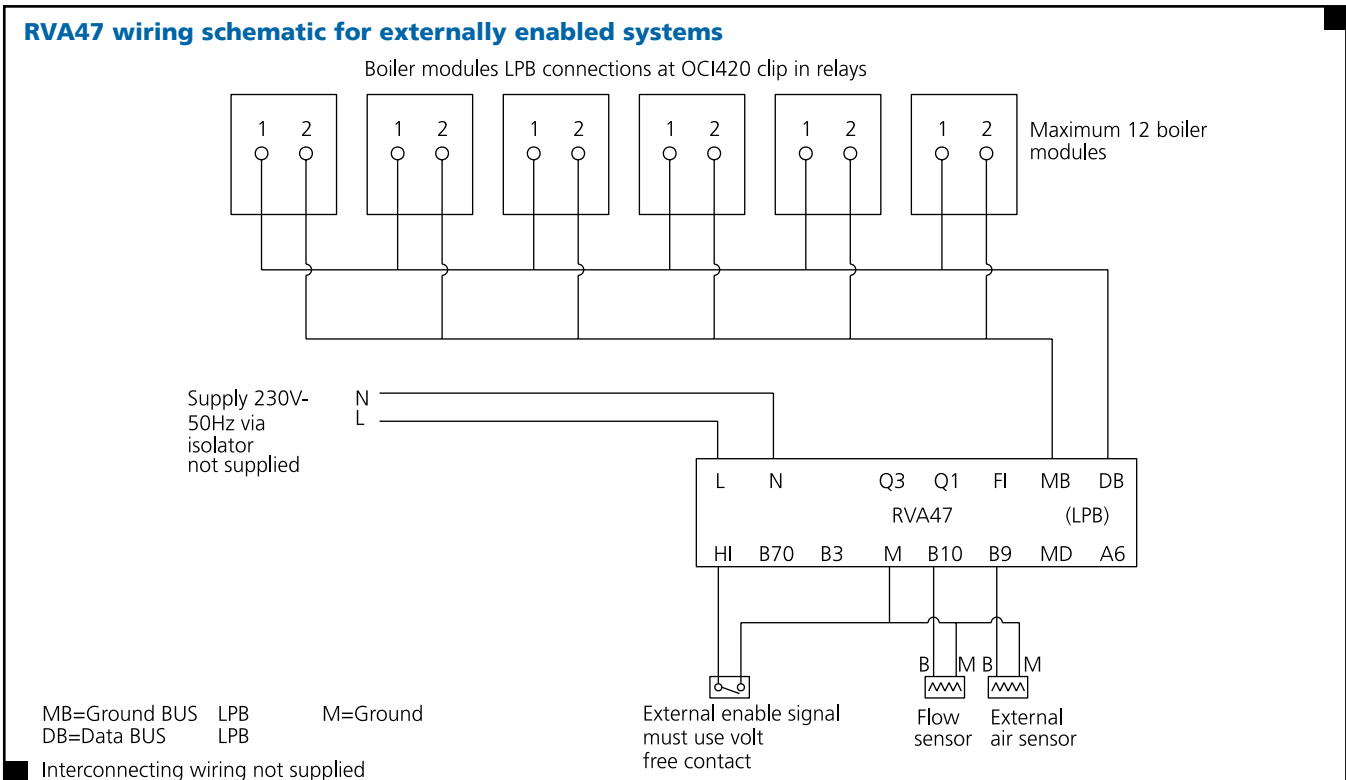 RVA47 wiring schematic for externally enabled systems
Boiler modules LPB connections at OCI420 clip in relays
1 2 1 2 1 2 1 2 1 2 1 2
Maximum 12 boiler
modules
Supply 230V-
50Hz via
isolator
not supplied
N
L
L N Q3 Q1 FI MB DB
RVA47 (LPB)
HI B70 B3 M B10 B9 MD A6
B M B M
External enable signal
must use volt
free contact
Flow
sensor
External
air sensor
MB=Ground BUS LPB M=Ground
DB=Data BUS LPB
Interconnecting wiring not supplied